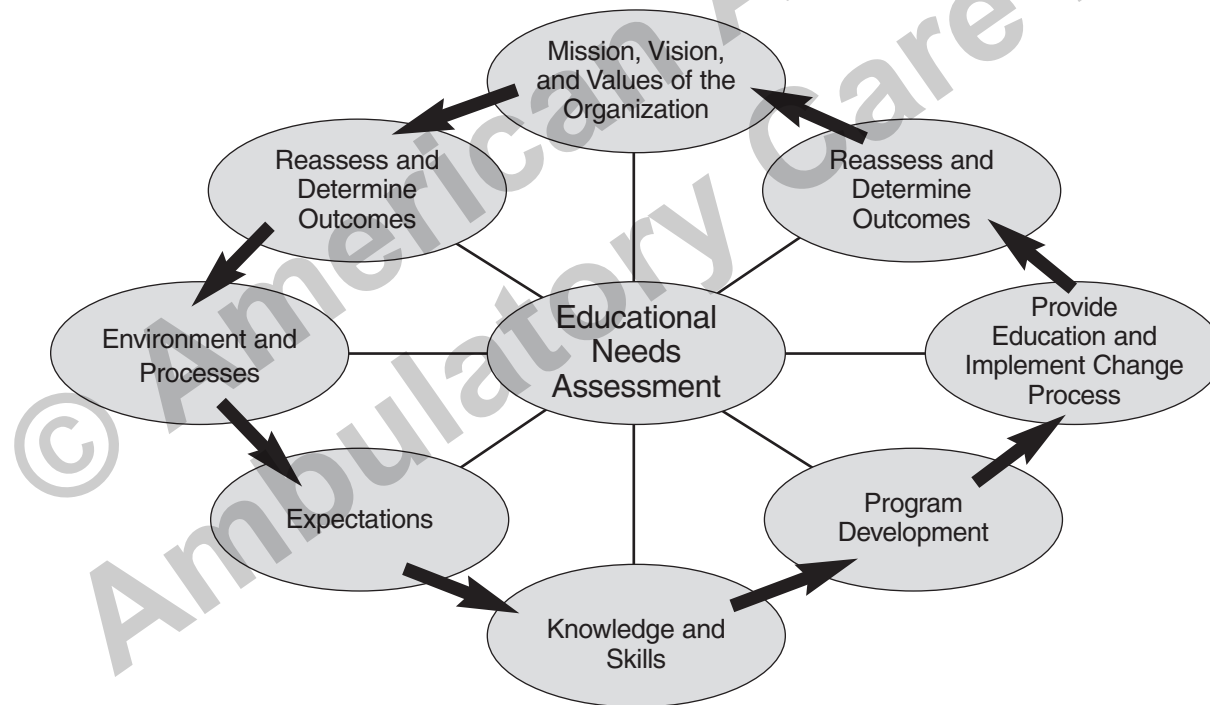 Mission, Vision,
and Values of the
Organization
Reassess and
Determine
Outcomes
Reassess and
Determine
Outcomes
Environment and
Processes
Educational
Needs
Assessment
Provide
Education and
Implement Change
Process
Expectations
Program
Development
Knowledge and
Skills
© American
Ambulatory Care